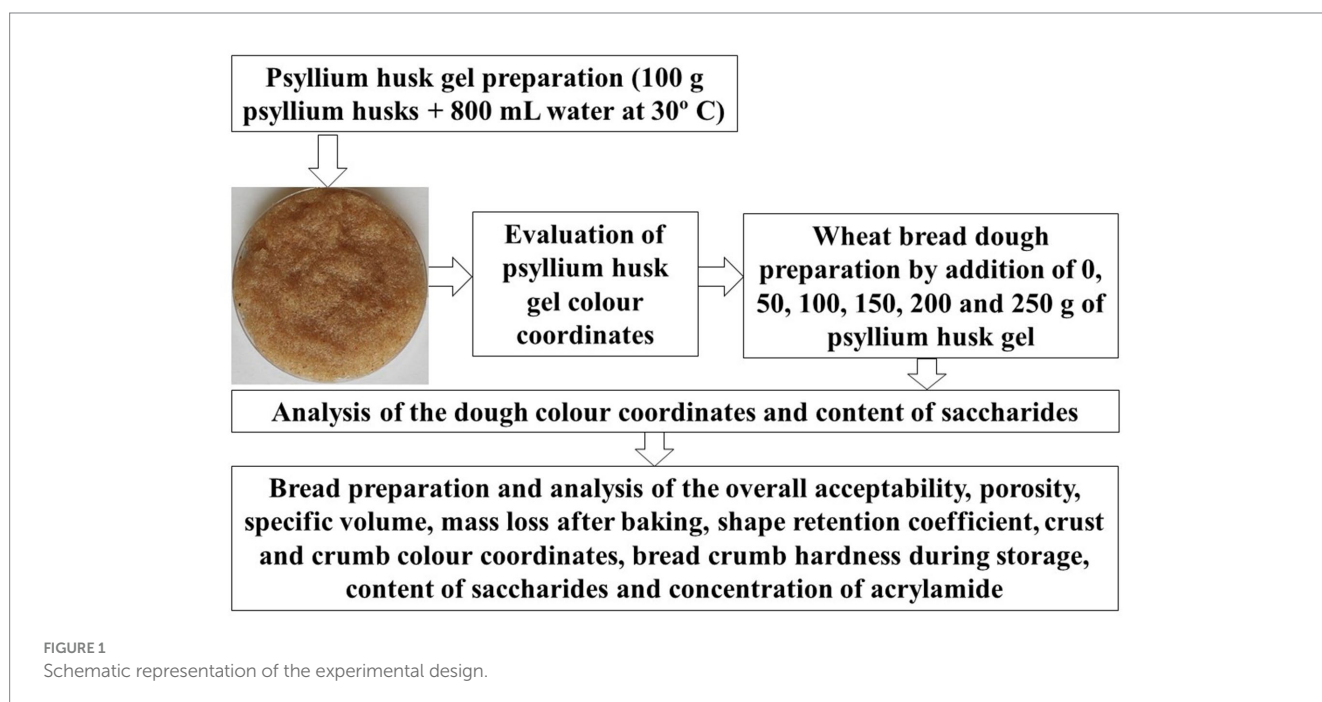 Psyllium husk gel preparation (100 g
psyllium husks + 800 mL water at 30º C)
Evaluation of
psyllium husk
gel colour
coordinates
Wheat bread dough
preparation by addition of 0,
50, 100, 150, 200 and 250 g of
psyllium husk gel
Analysis of the dough colour coordinates and content of saccharides
Bread preparation and analysis of the overall acceptability, porosity,
specific volume, mass loss after baking, shape retention coefficient, crust
and crumb colour coordinates, bread crumb hardness during storage,
content of saccharides and concentration of acrylamide
FIGURE 1
Schematic representation of the experimental design.